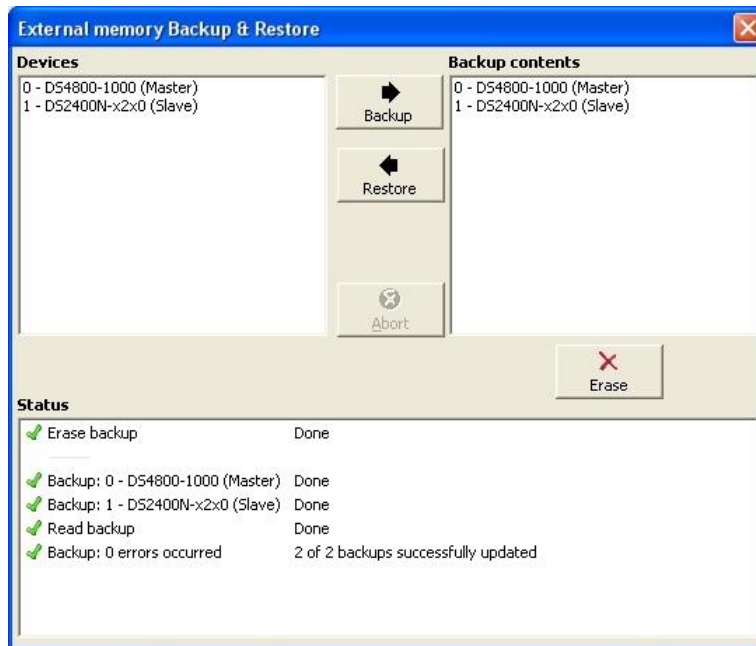 External memory Backup & Restore
Devices
Backup contents
0 - DS4800-1000 (Master)
1 - DS2400N-x2x0 (Slave)
Backup
Restore
Abort
0 - DS4800-1000 (Master)
1 - DS2400N-x2x0 (Slave)
Erase
Status
Erase backup Done
Backup: 0 - DS4800-1000 (Master) Done
Backup: 1 - DS2400N-x2x0 (Slave) Done
Read backup Done
Backup: 0 errors occurred 2 of 2 backups successfully updated